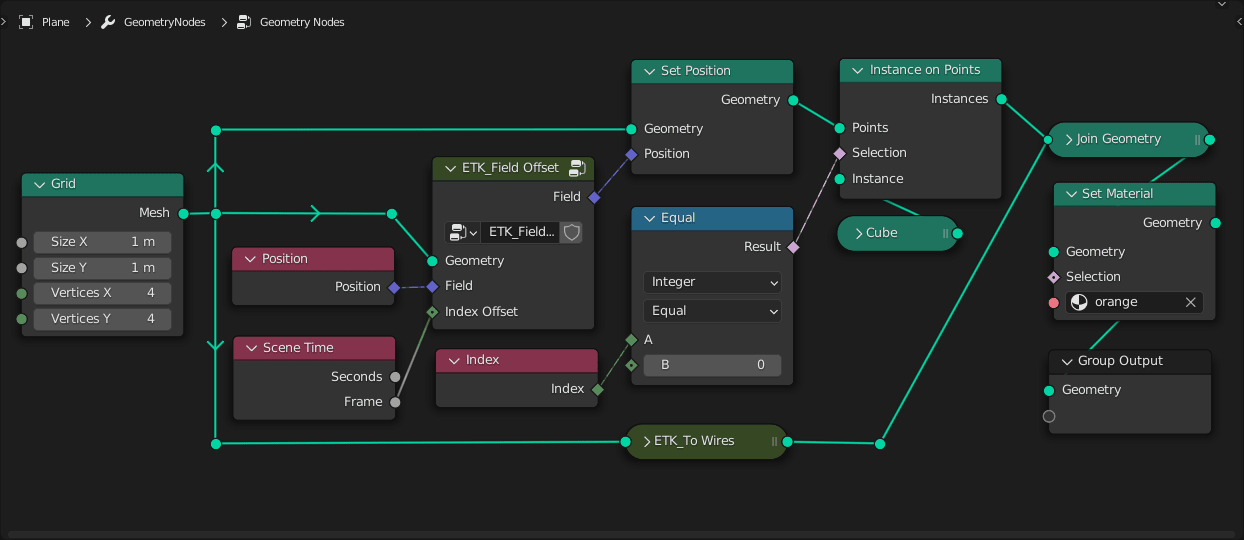 Plane > GeometryNodes > Geometry Nodes
Grid
Mesh
Size X 1 m
Size Y 1 m
Vertices X 4
Vertices Y 4
Position
Position
Scene Time
Seconds
Frame
ETK_Field Offset
Field
ETK_Field...
Geometry
Field
Index Offset
Index
Index
Set Position
Geometry
Geometry
Position
Equal
Result
Integer
Equal
A
B 0
ETK_To Wires
Instance on Points
Instances
Points
Selection
Instance
Cube
Join Geometry
Set Material
Geometry
Geometry
Selection
orange
Group Output
Geometry